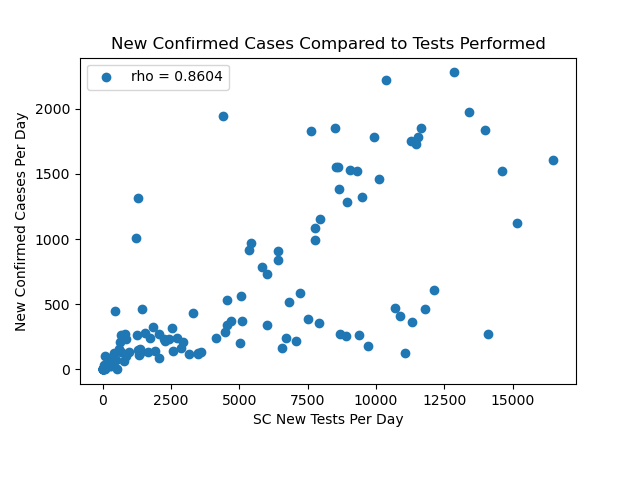 New Confirmed Cases Compared to Tests Performed
rho = 0.8604
New Confirmed Caeses Per Day
2000
1500
1000
500
0
0 2500 5000 7500 10000 12500 15000
SC New Tests Per Day